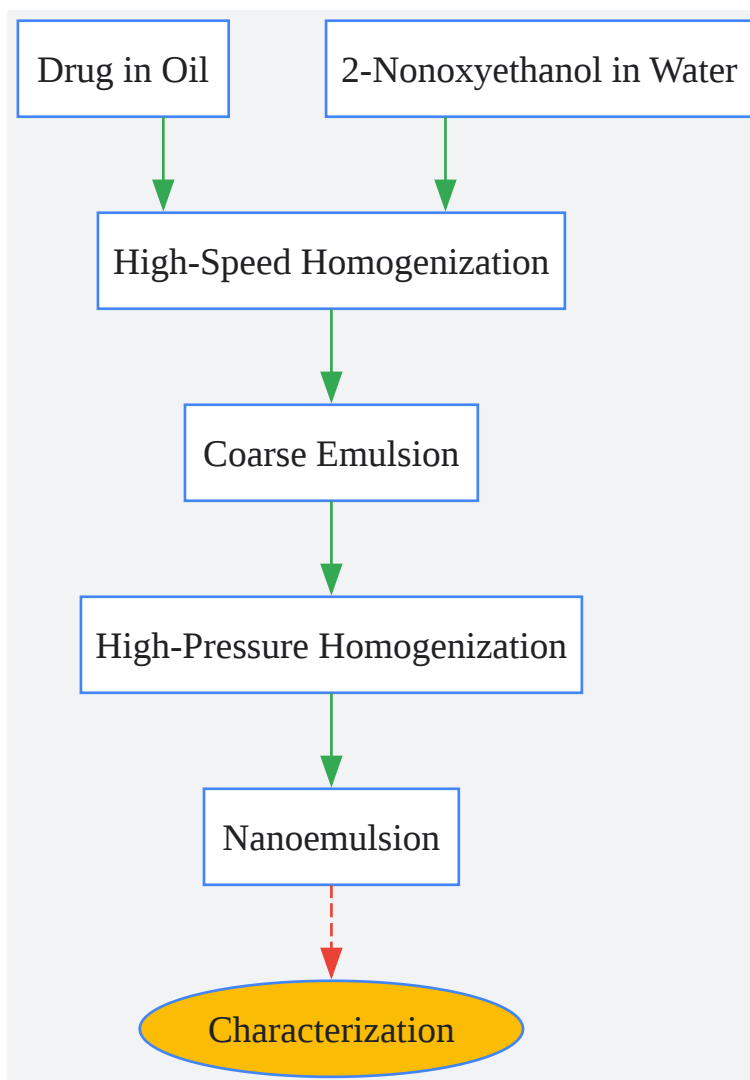 Drug in Oil
2-Nonoxyethanol in Water
High-Speed Homogenization
Coarse Emulsion
High-Pressure Homogenization
Nanoemulsion
Characterization